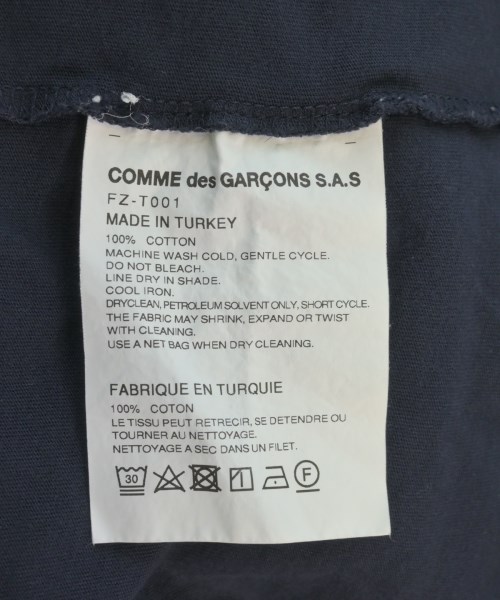 COMME des GARÇONS S.A.S
FZ-T001
MADE IN TURKEY
100% COTTON
MACHINE WASH COLD, GENTLE CYCLE.
DO NOT BLEACH.
LINE DRY IN SHADE.
COOL IRON.
DRYCLEAN, PETROLEUM SOLVENT ONLY, SHORT CYCLE.
THE FABRIC MAY SHRINK, EXPAND OR TWIST
WITH CLEANING.
USE A NET BAG WHEN DRY CLEANING.
FABRIQUE EN TURQUIE
100% COTON
LE TISSU PEUT RETRECIR, SE DETENDRE OU
TOURNER AU NETTOYAGE.
NETTOYAGE A SEC DANS UN FILET.
30 F